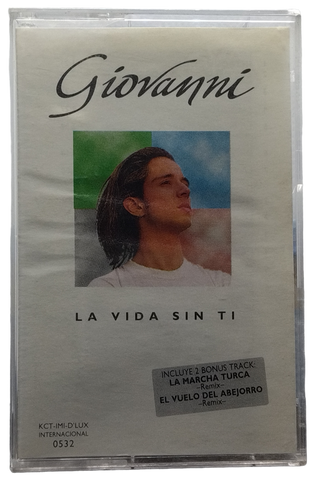 Giovanni
LA VIDA SIN TI
INCLUYE:2 BONUS TRACK:
LA MARCHA TURCA
-Remix-
EL VUELO DEL ABEJORRO
-Remix-
KCT-IMI-D'LUX
INTERNACIONAL
0532